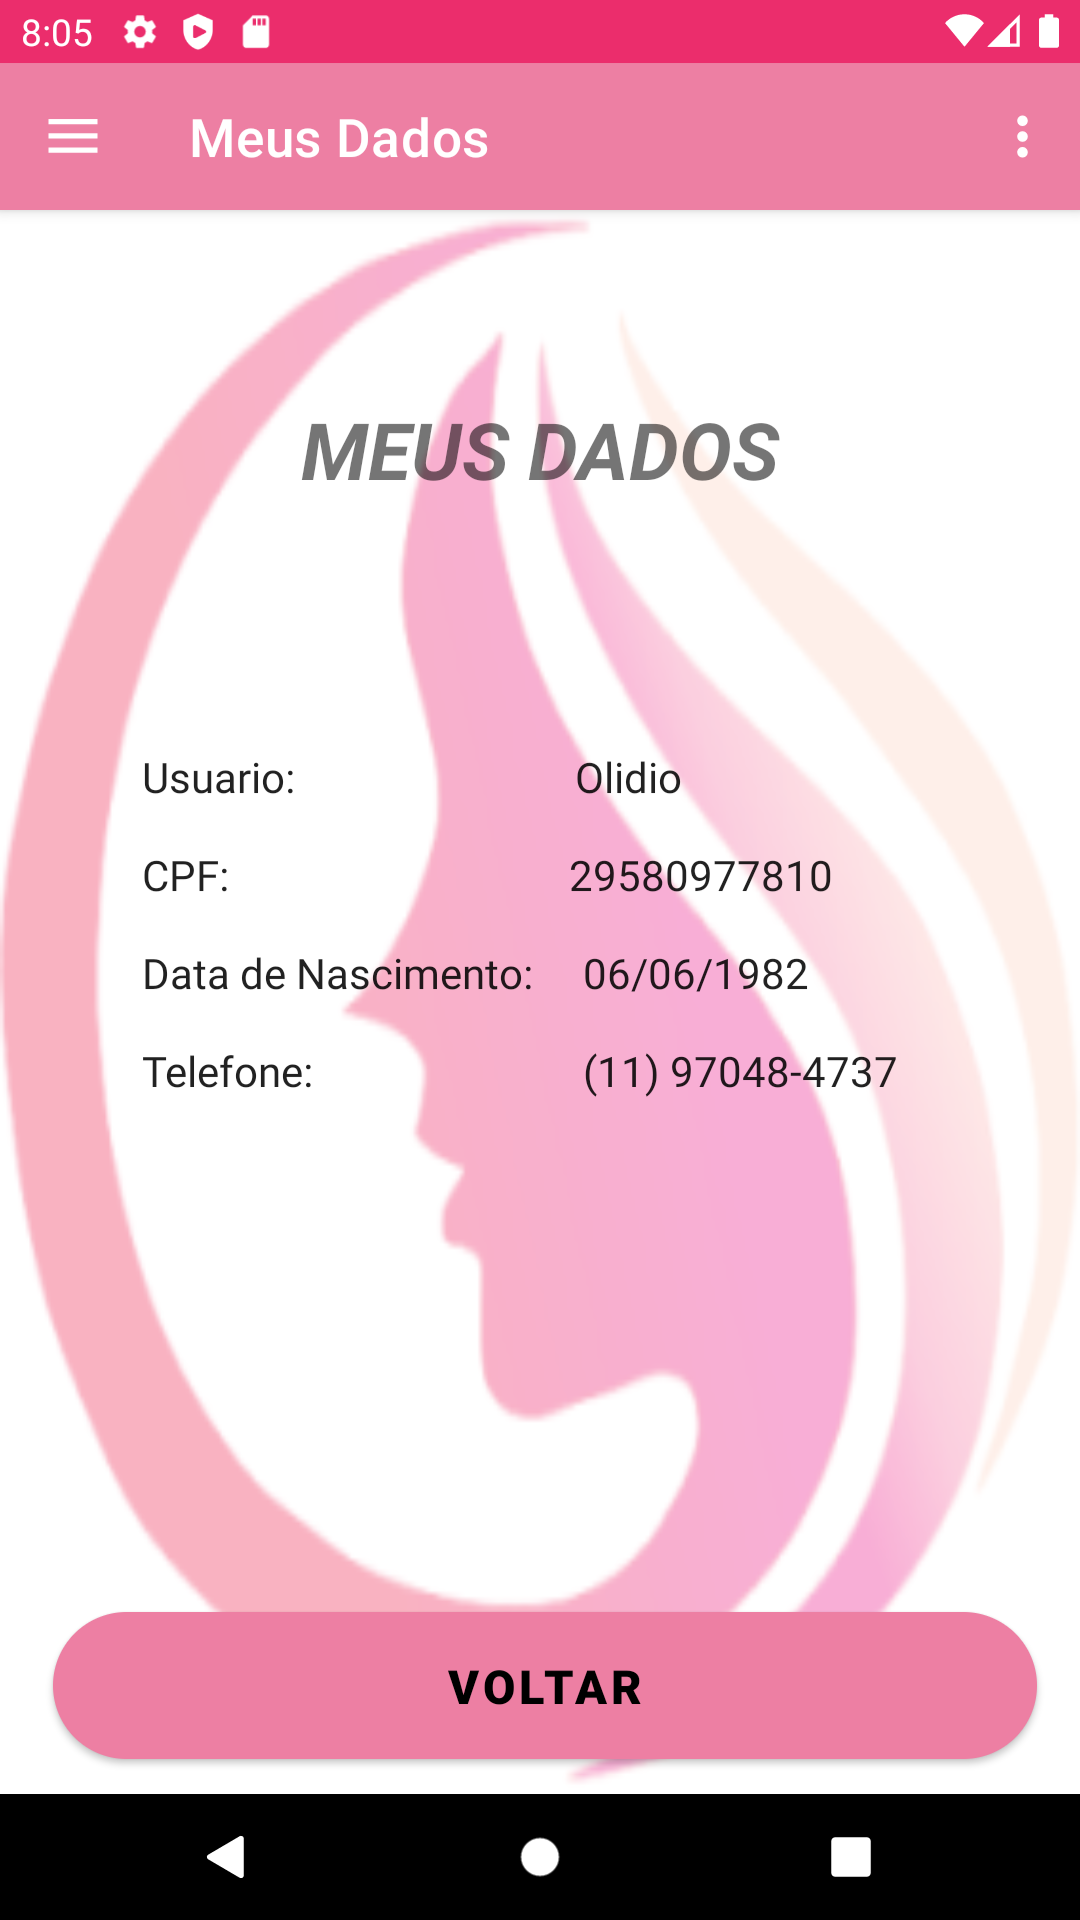 8:05
Meus Dados
MEUS DADOS
Usuario: Olidio
CPF: 29580977810
Data de Nascimento: 06/06/1982
Telefone: (11) 97048-4737
VOLTAR